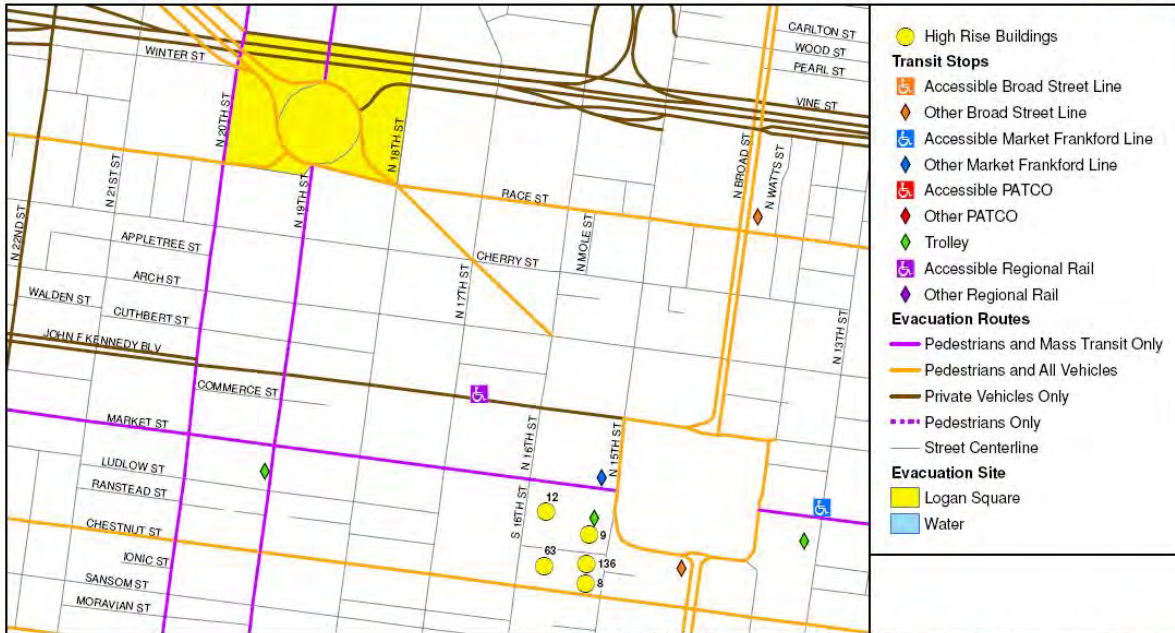 CARLTON ST
WOOD ST
PEARL ST
VINE ST
WINTER ST
N 20TH ST
N 18TH ST
N BROAD ST
N WATTS ST
N 21ST ST
N 19TH ST
RACE ST
N 22ND ST
APPLETREE ST
CHERRY ST
N MOLE ST
ARCH ST
N 17TH ST
WALDEN ST
CUTHBERT ST
N 13TH ST
JOHN F KENNEDY BLV
COMMERCE ST
MARKET ST
N 16TH ST
N 15TH ST
LUDLOW ST
RANSTEAD ST
S 16TH ST
12
9
CHESTNUT ST
63
136
8
IONIC ST
SANSOM ST
MORAVIAN ST
High Rise Buildings
Transit Stops
Accessible Broad Street Line
Other Broad Street Line
Accessible Market Frankford Line
Other Market Frankford Line
Accessible PATCO
Other PATCO
Trolley
Accessible Regional Rail
Other Regional Rail
Evacuation Routes
Pedestrians and Mass Transit Only
Pedestrians and All Vehicles
Private Vehicles Only
Pedestrians Only
Street Centerline
Evacuation Site
Logan Square
Water